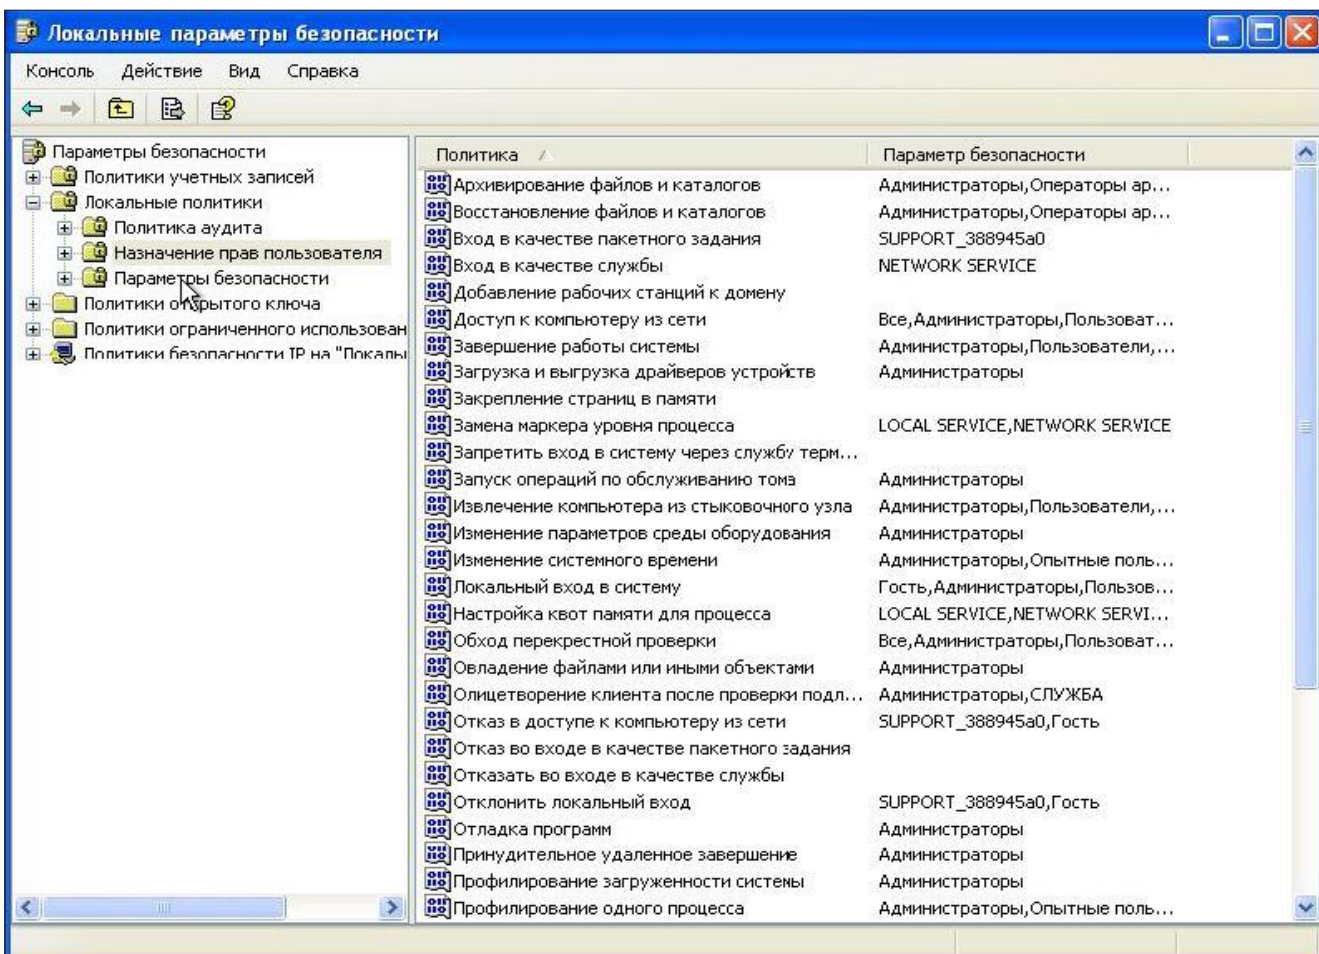 Локальные параметры безопасности
Консоль Действие Вид Справка
Параметры безопасности
Политики учетных записей
Локальные политики
Политика аудита
Назначение прав пользователя
Параметры безопасности
Политики открытого ключа
Политики ограниченного использован
Политики безопасности IP на "Локалы
Политика Параметр безопасности
Архивирование файлов и каталогов Администраторы,Операторы ар...
Восстановление файлов и каталогов Администраторы,Операторы ар...
Вход в качестве пакетного задания SUPPORT_388945a0
Вход в качестве службы NETWORK SERVICE
Добавление рабочих станций к домену
Доступ к компьютеру из сети Все,Администраторы,Пользоват...
Завершение работы системы Администраторы,Пользователи,...
Загрузка и выгрузка драйверов устройств Администраторы
Закрепление страниц в памяти
Замена маркера уровня процесса LOCAL SERVICE,NETWORK SERVICE
Запретить вход в систему через службу терм...
Запуск операций по обслуживанию тома Администраторы
Извлечение компьютера из стыковочного узла Администраторы,Пользователи,...
Изменение параметров среды оборудования Администраторы
Изменение системного времени Администраторы,Опытные поль...
Локальный вход в систему Гость,Администраторы,Пользов...
Настройка квот памяти для процесса LOCAL SERVICE,NETWORK SERVI...
Обход перекрестной проверки Все,Администраторы,Пользоват...
Овладение файлами или иными объектами Администраторы
Олицетворение клиента после проверки подл... Администраторы,СЛУЖБА
Отказ в доступе к компьютеру из сети SUPPORT_388945a0,Гость
Отказ во входе в качестве пакетного задания
Отказать во входе в качестве службы
Отклонить локальный вход SUPPORT_388945a0,Гость
Отладка программ Администраторы
Принудительное удаленное завершение Администраторы
Профилирование загруженности системы Администраторы
Профилирование одного процесса Администраторы,Опытные поль...